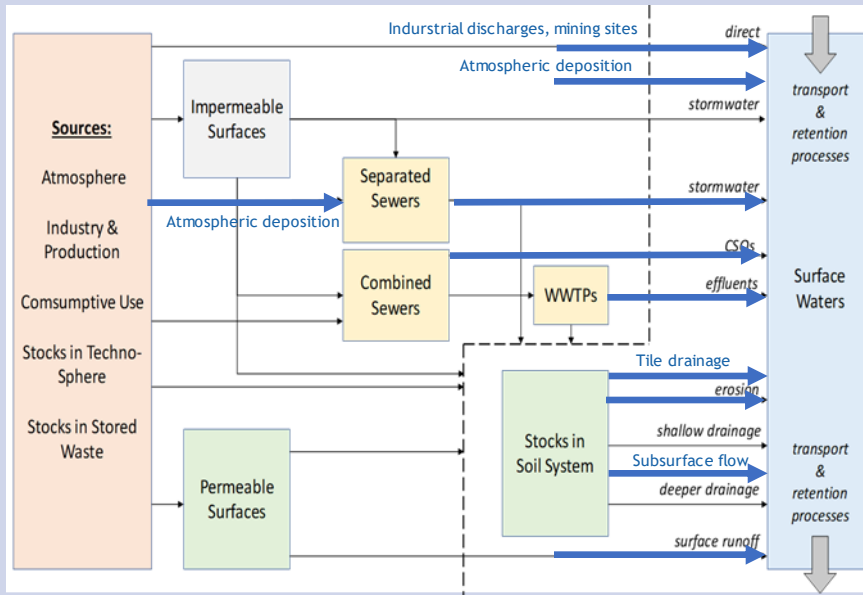 Indurstrial discharges, mining sites
direct
Atmospheric deposition
Sources:
Atmosphere
Industry &
Production
Comsumptive Use
Stocks in Techno-
Sphere
Stocks in Stored
Waste
Impermeable
Surfaces
stormwater
Separated
Sewers
Atmospheric deposition
stormwater
CSOs
Combined
Sewers
WWTPs
effluents
Tile drainage
erosion
Stocks in
Soil System
shallow drainage
Subsurface flow
deeper drainage
Permeable
Surfaces
surface runoff
transport
&
retention
processes
Surface
Waters
transport
&
retention
processes